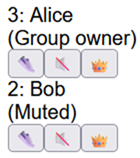 3: Alice
(Group owner)
2: Bob
(Muted)